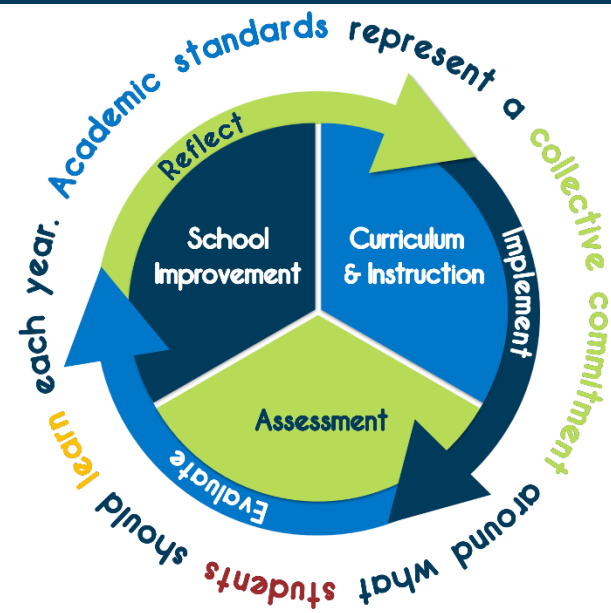 Academic standards represent a collective commitment around what students should learn each year.
Reflect
Implement
Evaluate
School
Improvement
Curriculum
& Instruction
Assessment